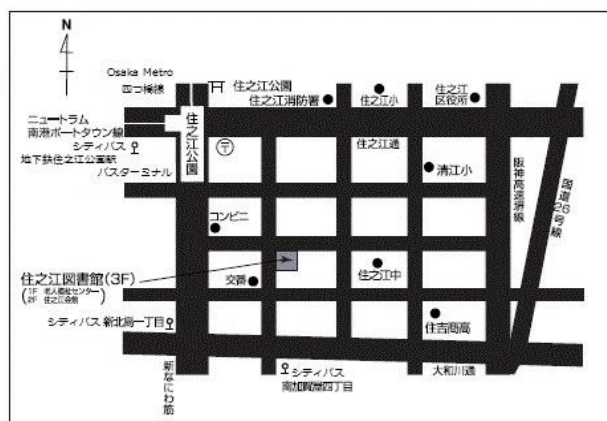 N
Osaka Metro
四つ橋線
住之江公園
住之江消防署
住之江小
住之江
区役所
ニュートラム
南港ポートタウン線
シティバス
地下鉄住之江公園駅
バスターミナル
住之江公園
〒
住之江通
清江小
阪神高速堺線
国道26号線
コンビニ
住之江図書館(3F)
(1F 老人福祉センター
2F 住之江会館)
交番
住之江中
シティバス 新北島一丁目
住吉商高
新なにわ筋
シティバス
南加賀屋四丁目
大和川通